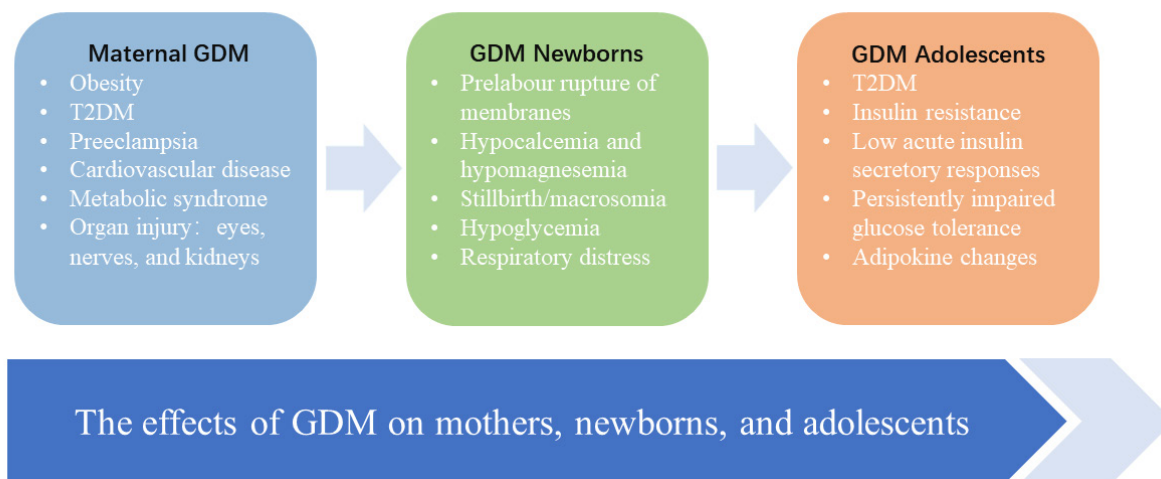 Maternal GDM
• Obesity
• T2DM
• Preeclampsia
• Cardiovascular disease
• Metabolic syndrome
• Organ injury： eyes,
nerves, and kidneys
GDM Newborns
• Prelabour rupture of
membranes
• Hypocalcemia and
hypomagnesemia
• Stillbirth/macrosomia
• Hypoglycemia
• Respiratory distress
GDM Adolescents
• T2DM
• Insulin resistance
• Low acute insulin
secretory responses
• Persistently impaired
glucose tolerance
• Adipokine changes
The effects of GDM on mothers, newborns, and adolescents